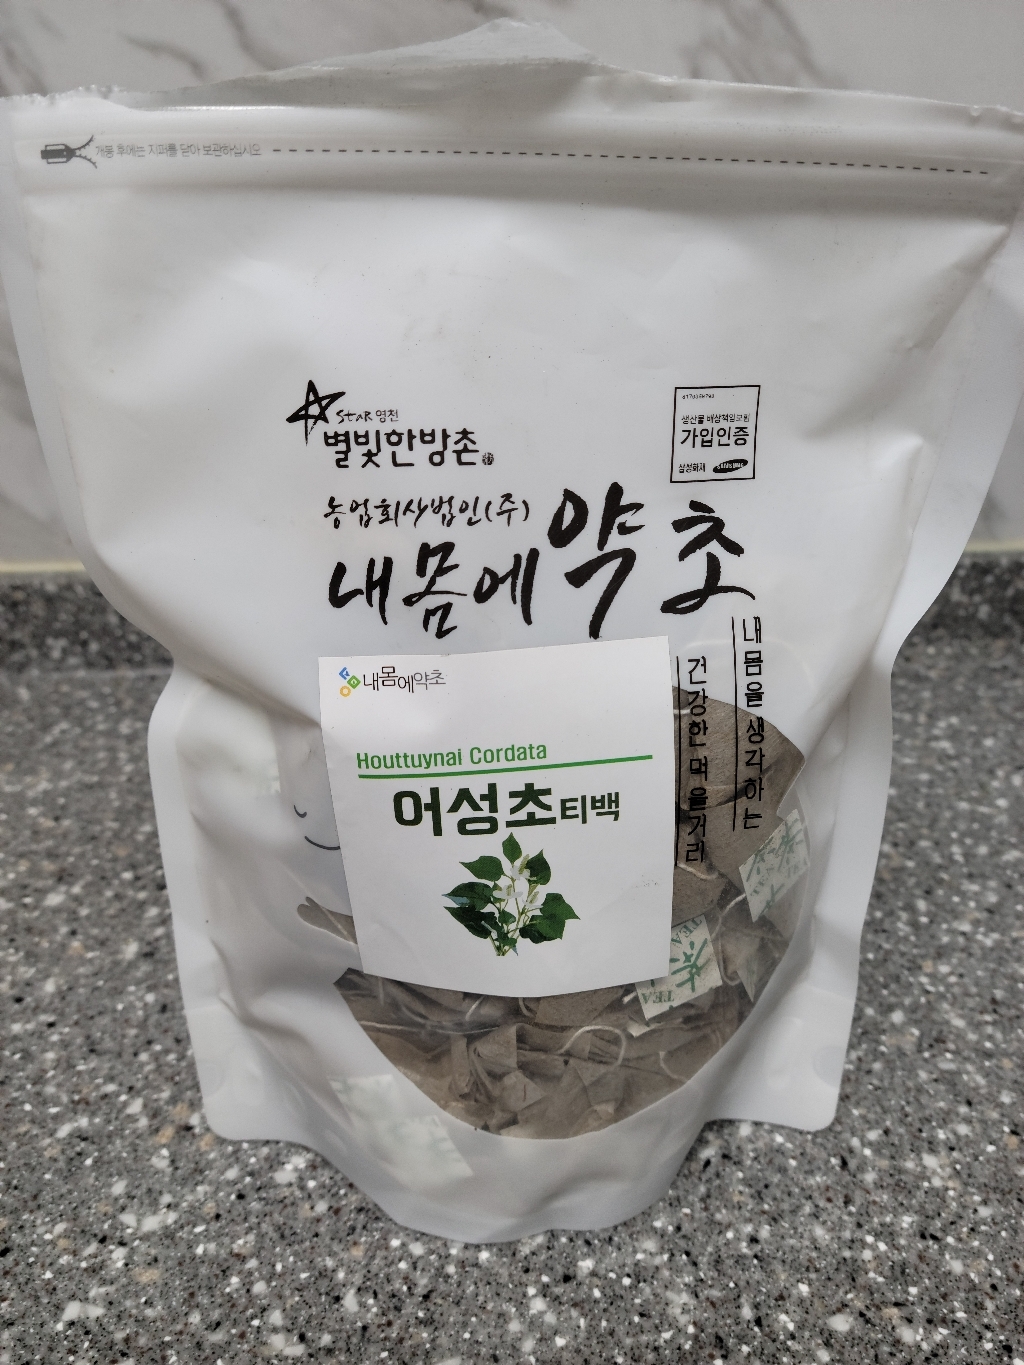 개봉 후에는 지퍼를 닫아 보관하십시오
StaR 영천
별빛한방촌
생산물 배상책임보험
가입인증
삼성화재 SAMSUNG
농업회사법인(주)
내몸에약초
내몸을 생각하는
건강한 먹을거리
내몸에약초
Houttuynai Cordata
어성초티백
TEA
TEA